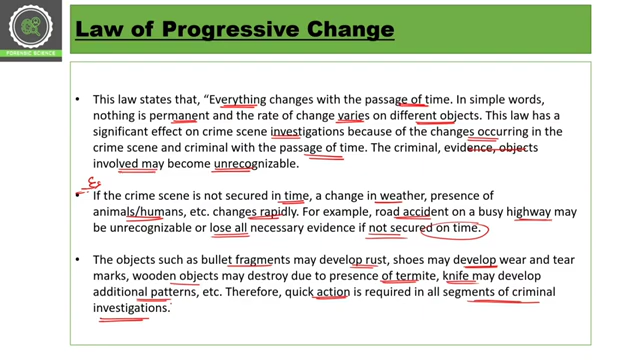 Law of Progressive Change
FORENSIC SCIENCE
• This law states that, “Everything changes with the passage of time. In simple words,
nothing is permanent and the rate of change varies on different objects. This law has a
significant effect on crime scene investigations because of the changes occurring in the
crime scene and criminal with the passage of time. The criminal, evidence, objects
involved may become unrecognizable.
• If the crime scene is not secured in time, a change in weather, presence of
animals/humans, etc. changes rapidly. For example, road accident on a busy highway may
be unrecognizable or lose all necessary evidence if not secured on time.
• The objects such as bullet fragments may develop rust, shoes may develop wear and tear
marks, wooden objects may destroy due to presence of termite, knife may develop
additional patterns, etc. Therefore, quick action is required in all segments of criminal
investigations.